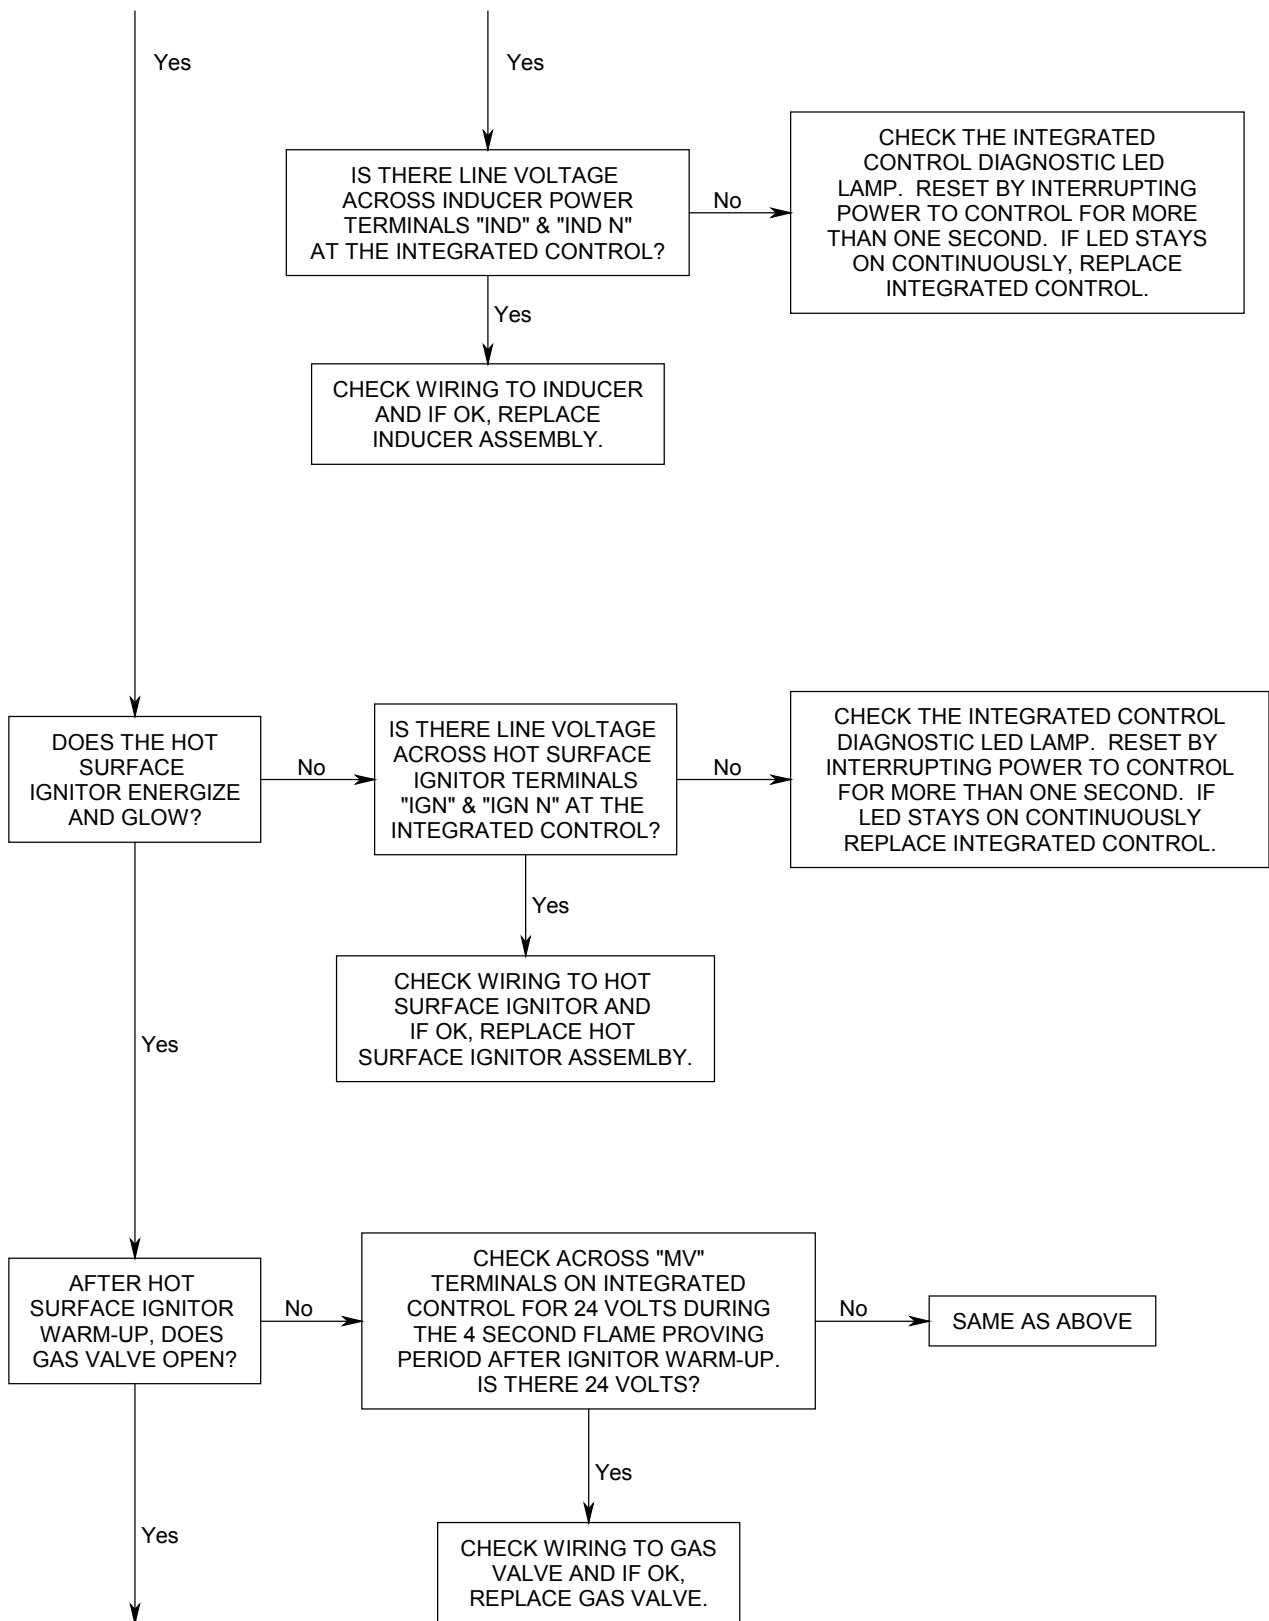 Yes
Yes
IS THERE LINE VOLTAGE
ACROSS INDUCER POWER
TERMINALS "IND" & "IND N"
AT THE INTEGRATED CONTROL?
No
CHECK THE INTEGRATED
CONTROL DIAGNOSTIC LED
LAMP. RESET BY INTERRUPTING
POWER TO CONTROL FOR MORE
THAN ONE SECOND. IF LED STAYS
ON CONTINUOUSLY, REPLACE
INTEGRATED CONTROL.
Yes
CHECK WIRING TO INDUCER
AND IF OK, REPLACE
INDUCER ASSEMBLY.
DOES THE HOT
SURFACE
IGNITOR ENERGIZE
AND GLOW?
No
IS THERE LINE VOLTAGE
ACROSS HOT SURFACE
IGNITOR TERMINALS
"IGN" & "IGN N" AT THE
INTEGRATED CONTROL?
No
CHECK THE INTEGRATED CONTROL
DIAGNOSTIC LED LAMP. RESET BY
INTERRUPTING POWER TO CONTROL
FOR MORE THAN ONE SECOND. IF
LED STAYS ON CONTINUOUSLY
REPLACE INTEGRATED CONTROL.
Yes
CHECK WIRING TO HOT
SURFACE IGNITOR AND
IF OK, REPLACE HOT
SURFACE IGNITOR ASSEMLBY.
Yes
AFTER HOT
SURFACE IGNITOR
WARM-UP, DOES
GAS VALVE OPEN?
No
CHECK ACROSS "MV"
TERMINALS ON INTEGRATED
CONTROL FOR 24 VOLTS DURING
THE 4 SECOND FLAME PROVING
PERIOD AFTER IGNITOR WARM-UP.
IS THERE 24 VOLTS?
No
SAME AS ABOVE
Yes
CHECK WIRING TO GAS
VALVE AND IF OK,
REPLACE GAS VALVE.
Yes